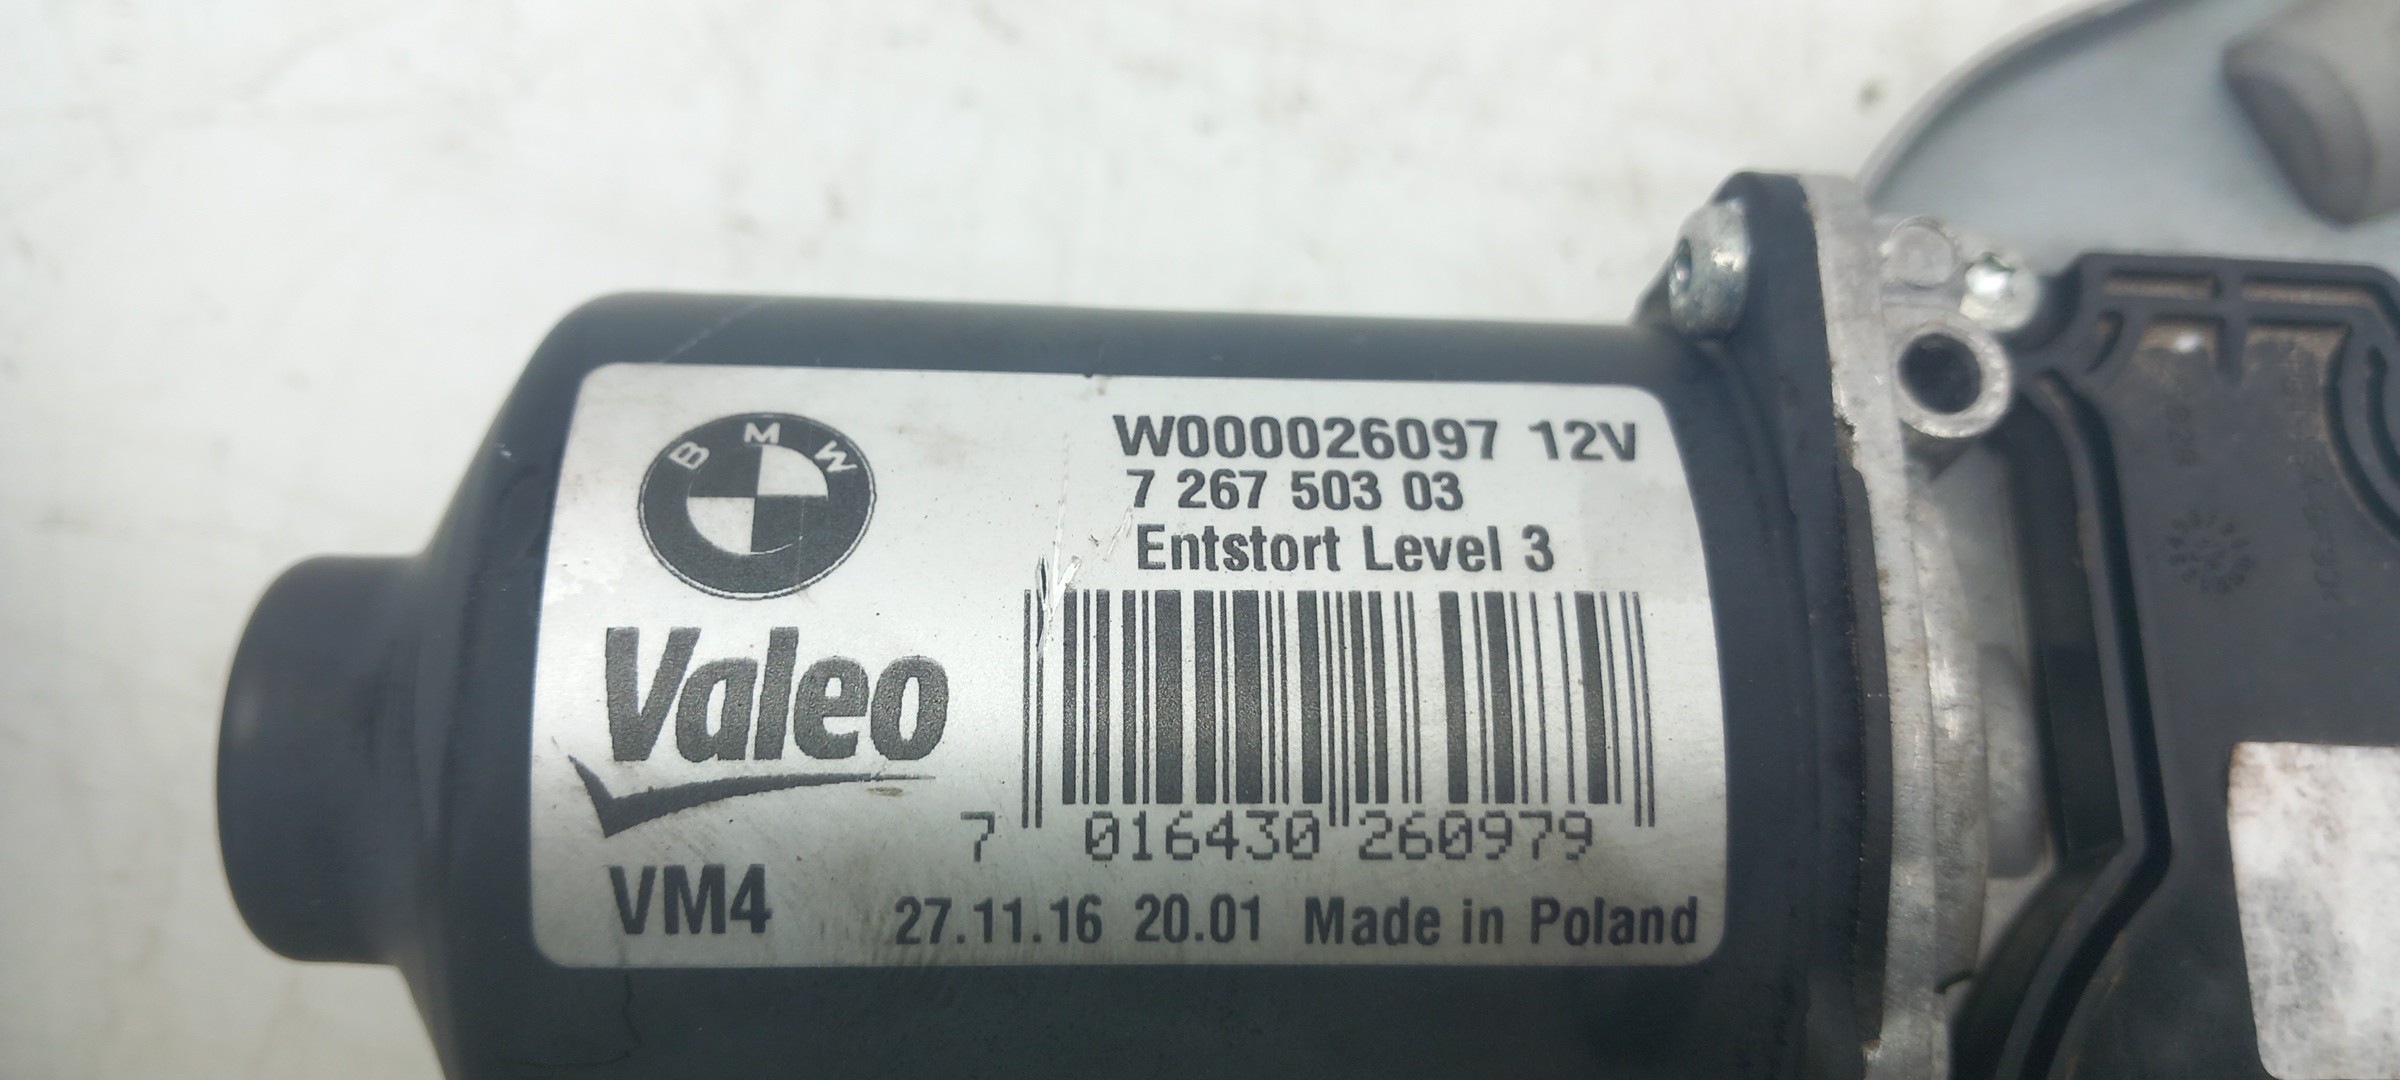 BMW
W000026097 12V
7 267 503 03
Entstort Level 3
Valeo
7 016430 260979
VM4
27.11.16 20.01 Made in Poland